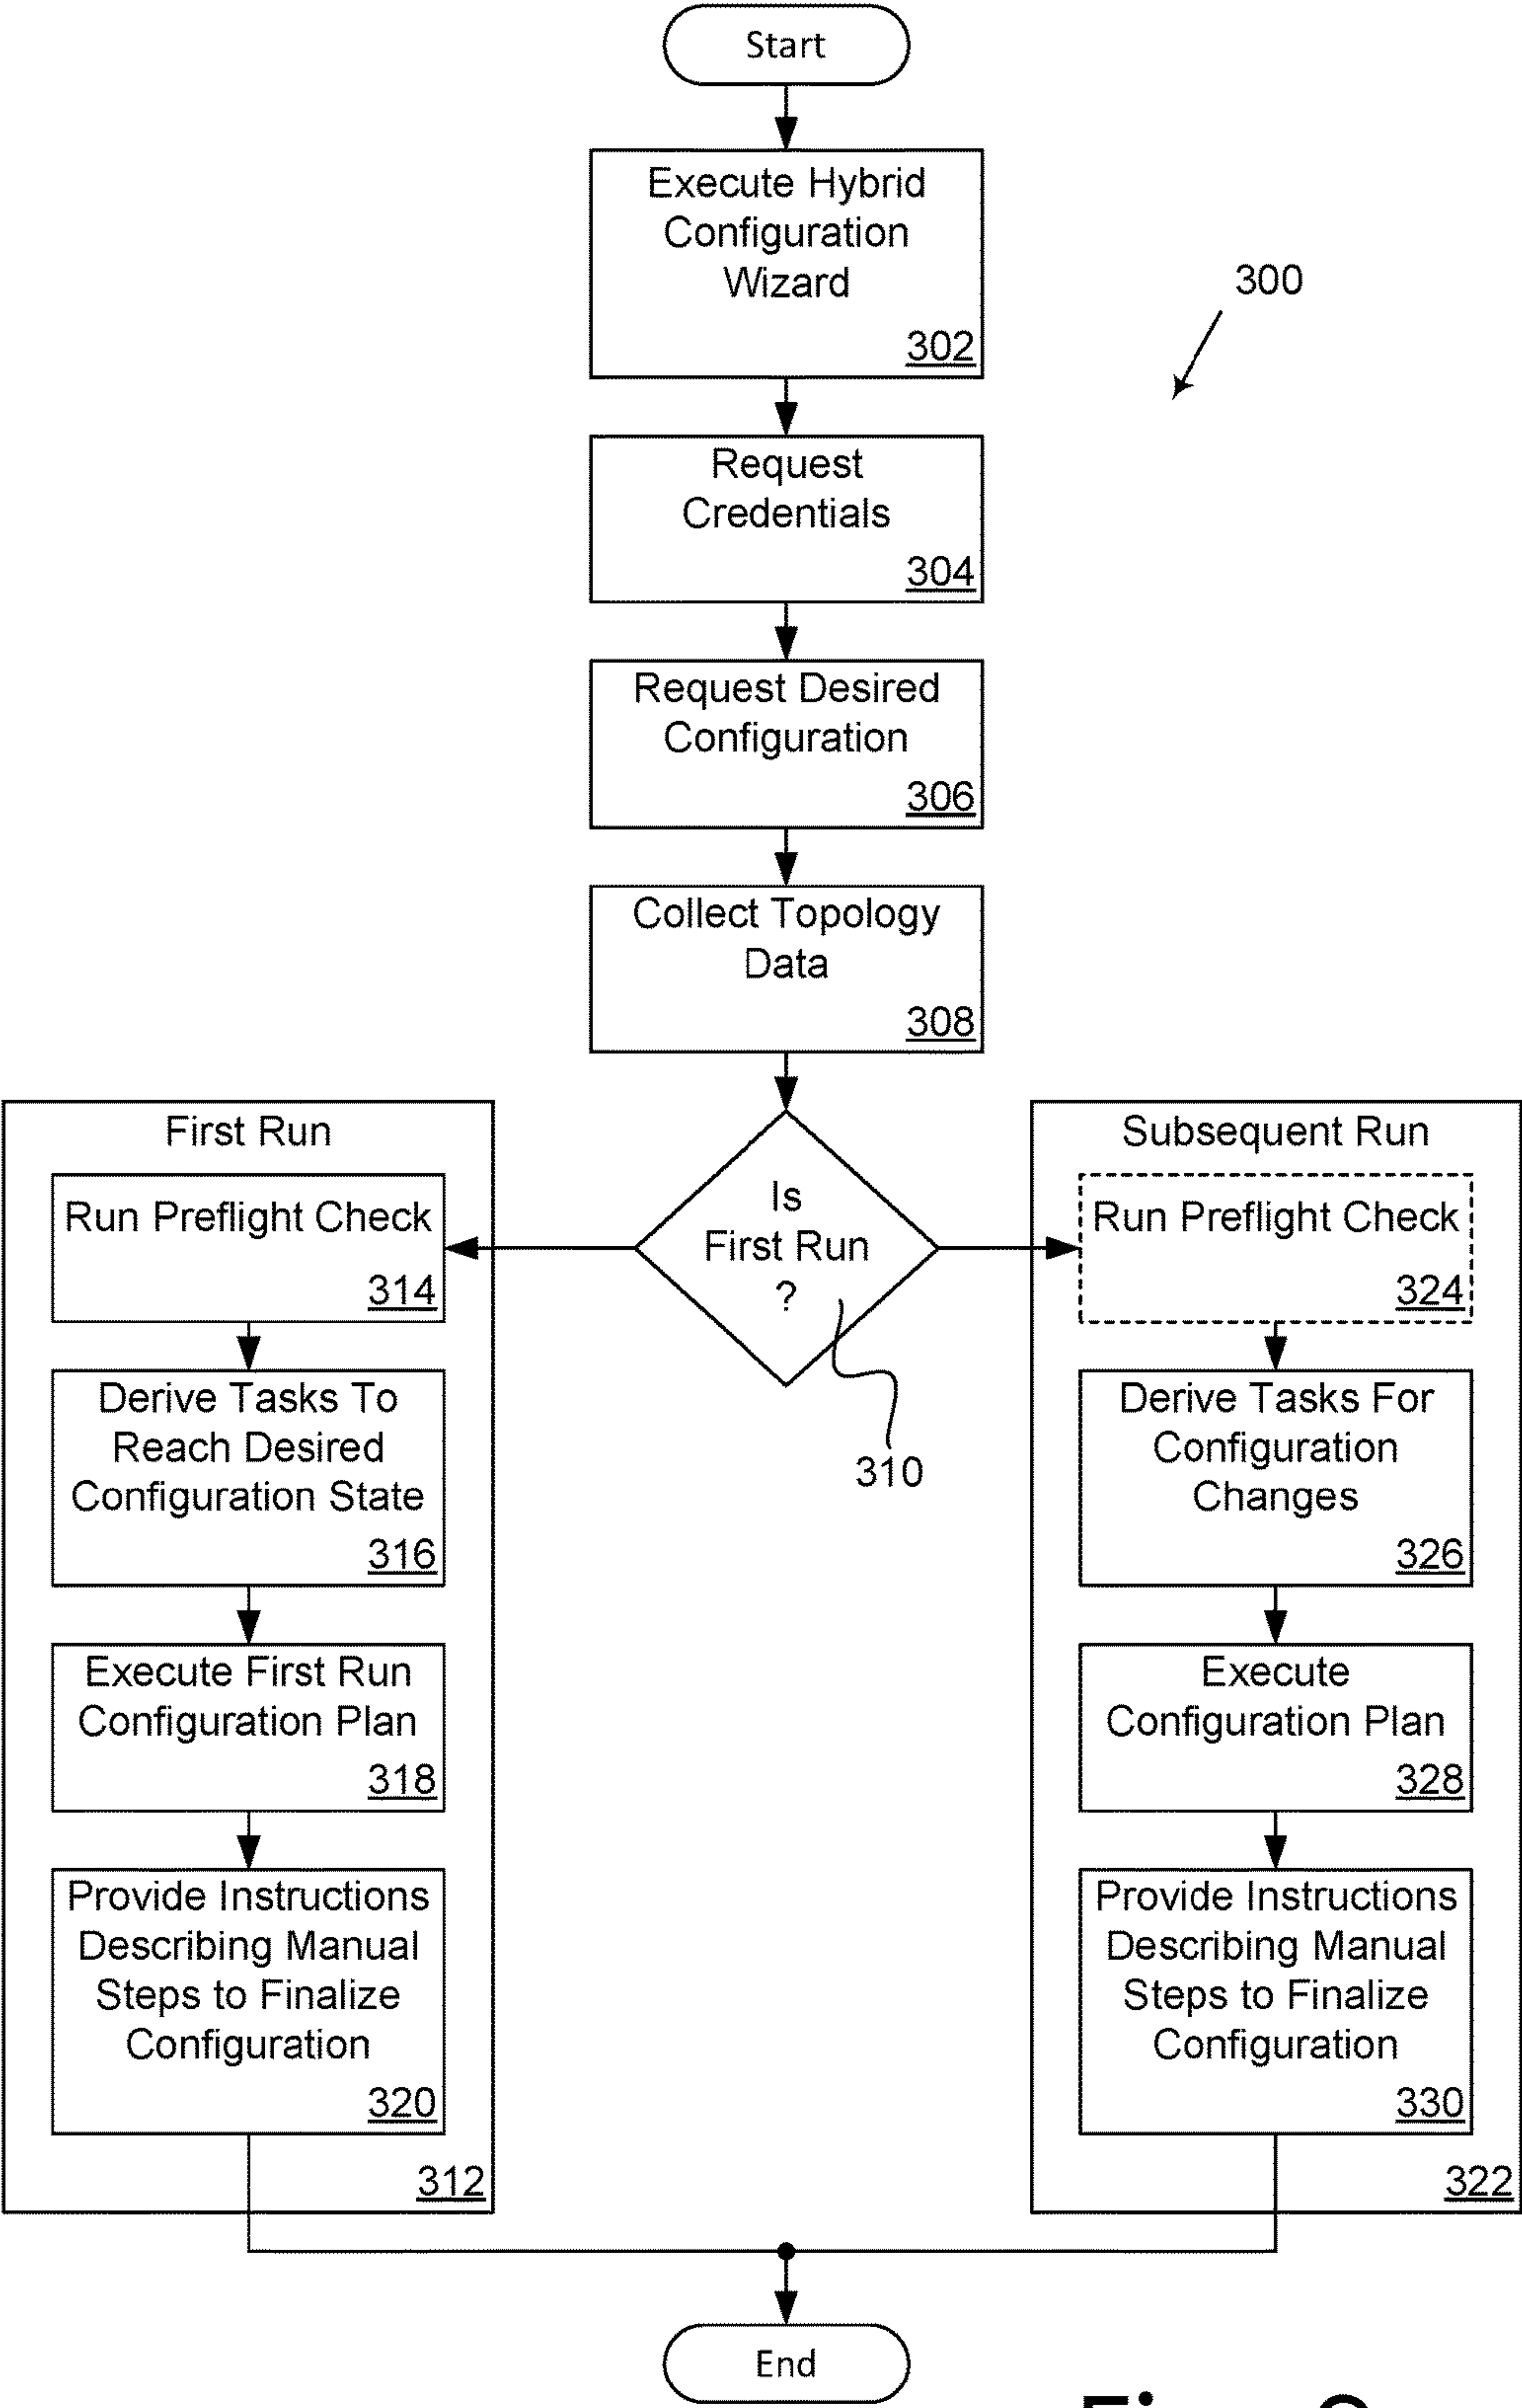 Start
Execute Hybrid
Configuration
Wizard
302
300
Request
Credentials
304
Request Desired
Configuration
306
Collect Topology
Data
308
First Run
Run Preflight Check
314
Derive Tasks To
Reach Desired
Configuration State
316
Execute First Run
Configuration Plan
318
Provide Instructions
Describing Manual
Steps to Finalize
Configuration
320
312
Is
First Run
?
310
Subsequent Run
Run Preflight Check
324
Derive Tasks For
Configuration
Changes
326
Execute
Configuration Plan
328
Provide Instructions
Describing Manual
Steps to Finalize
Configuration
330
322
End